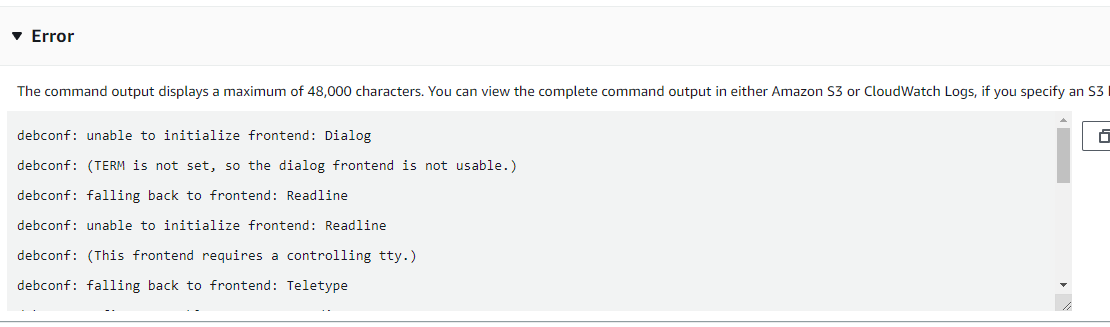 Error
The command output displays a maximum of 48,000 characters. You can view the complete command output in either Amazon S3 or CloudWatch Logs, if you specify an S3
debconf: unable to initialize frontend: Dialog
debconf: (TERM is not set, so the dialog frontend is not usable.)
debconf: falling back to frontend: Readline
debconf: unable to initialize frontend: Readline
debconf: (This frontend requires a controlling tty.)
debconf: falling back to frontend: Teletype